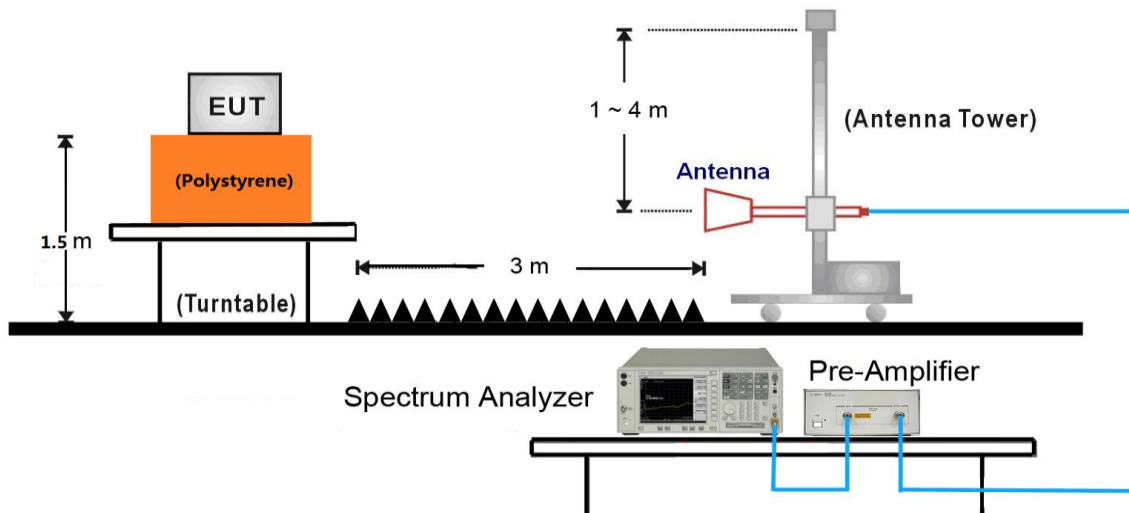 EUT
(Polystyrene)
1.5 m
(Turntable)
3 m
1 ~ 4 m
(Antenna Tower)
Antenna
Spectrum Analyzer
Pre-Amplifier